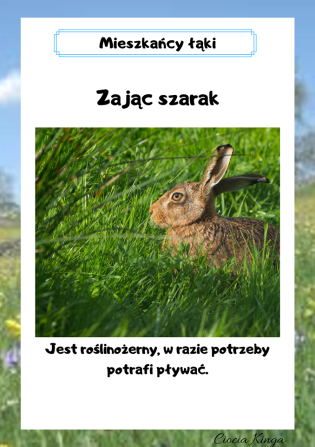 Mieszkańcy łąki
Zając szarak
Jest roślinożerny, w razie potrzeby
potrafi pływać.
Ciocia Kinga